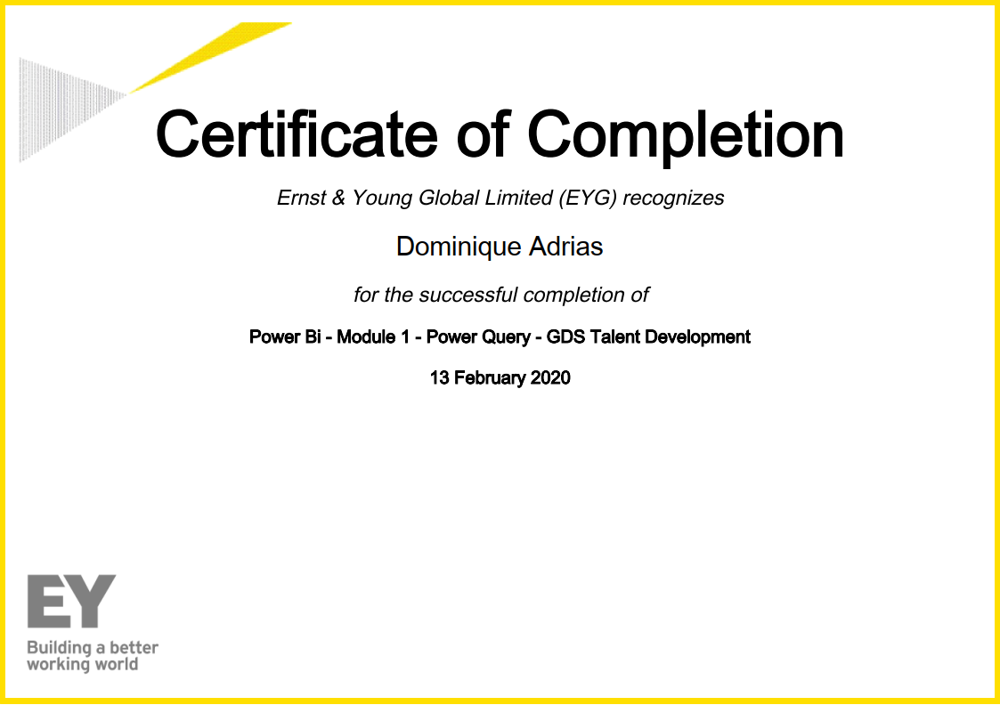 Certificate of Completion
Ernst & Young Global Limited (EYG) recognizes
Dominique Adrias
for the successful completion of
Power Bi - Module 1 - Power Query - GDS Talent Development
13 February 2020
EY
Building a better
working world